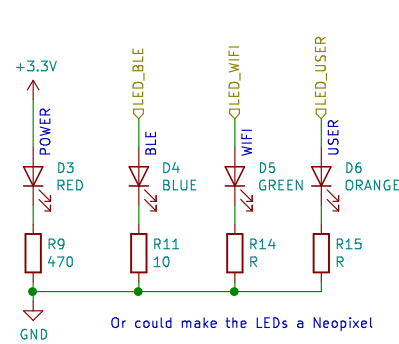 +3.3V
LED_BLE
LED_WIFI
LED_USER
POWER
BLE
WIFI
USER
D3
RED
D4
BLUE
D5
GREEN
D6
ORANGE
R9
470
R11
10
R14
R
R15
R
Or could make the LEDs a Neopixel
GND